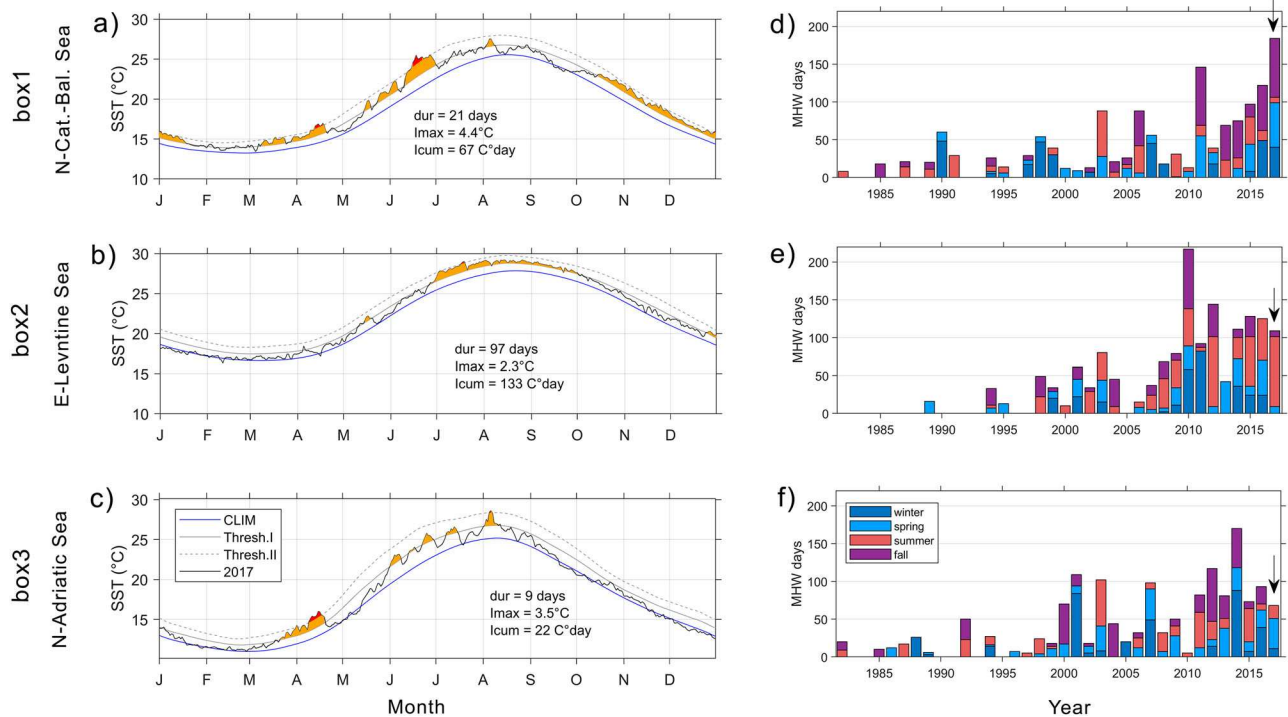 a)
box1
N-Cat.-Bal. Sea
SST (°C)
30
25
20
15
10
dur = 21 days
Imax = 4.4°C
Icum = 67 C°day
J F M A M J J A S O N D
d)
MHW days
200
150
100
50
0
1985 1990 1995 2000 2005 2010 2015
b)
box2
E-Levntine Sea
SST (°C)
30
25
20
15
10
dur = 97 days
Imax = 2.3°C
Icum = 133 C°day
J F M A M J J A S O N D
e)
MHW days
200
150
100
50
0
1985 1990 1995 2000 2005 2010 2015
c)
box3
N-Adriatic Sea
SST (°C)
30
25
20
15
10
CLIM
Thresh.I
Thresh.II
2017
dur = 9 days
Imax = 3.5°C
Icum = 22 C°day
J F M A M J J A S O N D
Month
f)
MHW days
200
150
100
50
0
winter
spring
summer
fall
1985 1990 1995 2000 2005 2010 2015
Year